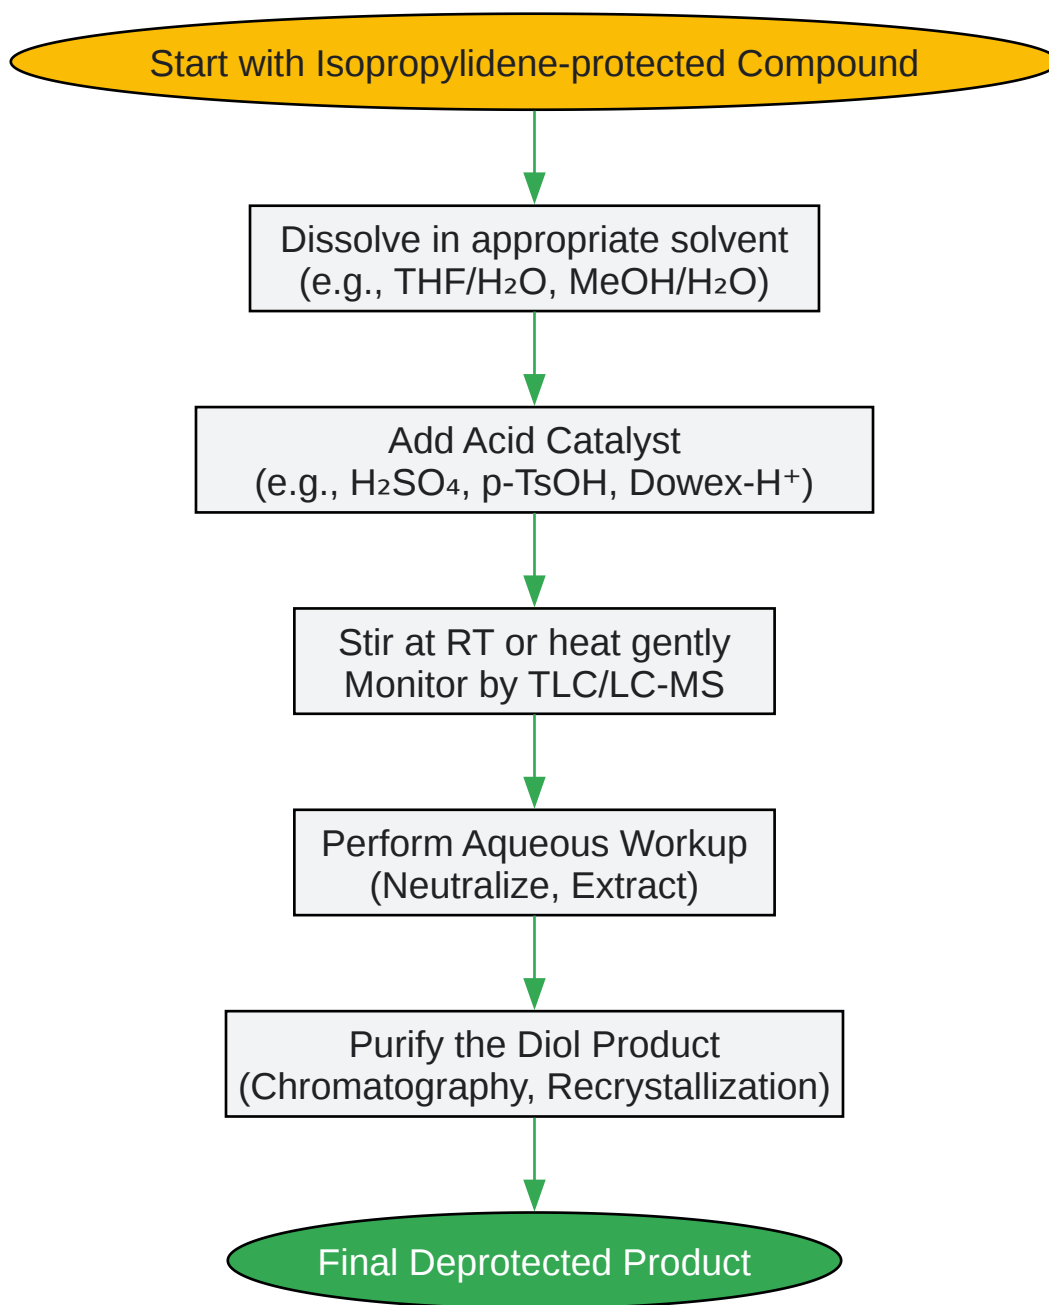 Start with Isopropylidene-protected Compound
Dissolve in appropriate solvent
(e.g., THF/H₂O, MeOH/H₂O)
Add Acid Catalyst
(e.g., H₂SO₄, p-TsOH, Dowex-H⁺)
Stir at RT or heat gently
Monitor by TLC/LC-MS
Perform Aqueous Workup
(Neutralize, Extract)
Purify the Diol Product
(Chromatography, Recrystallization)
Final Deprotected Product